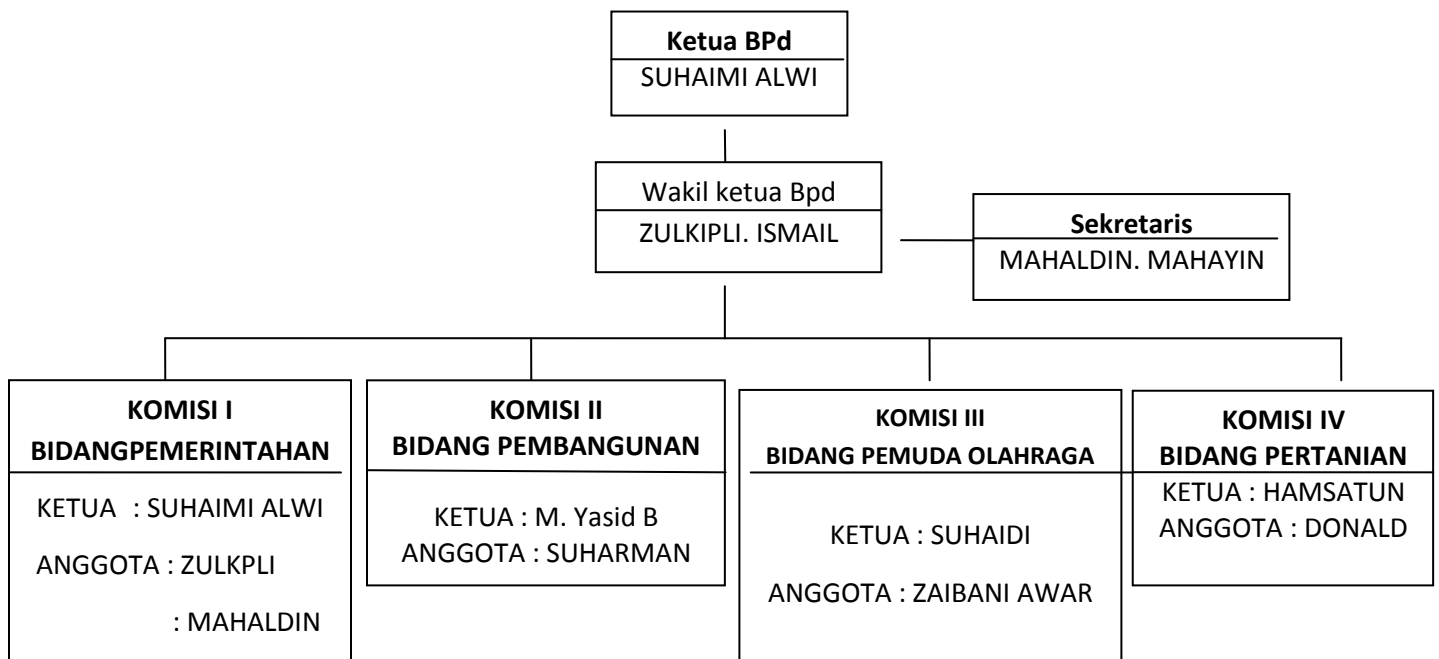 Ketua BPd
SUHAIMI ALWI
Wakil ketua Bpd
ZULKIPLI. ISMAIL
Sekretaris
MAHALDIN. MAHAYIN
KOMISI I
BIDANGPEMERINTAHAN
KETUA : SUHAIMI ALWI
ANGGOTA : ZULKPLI
: MAHALDIN
KOMISI II
BIDANG PEMBANGUNAN
KETUA : M. Yasid B
ANGGOTA : SUHARMAN
KOMISI III
BIDANG PEMUDA OLAHRAGA
KETUA : SUHAIDI
ANGGOTA : ZAIBANI AWAR
KOMISI IV
BIDANG PERTANIAN
KETUA : HAMSATUN
ANGGOTA : DONALD